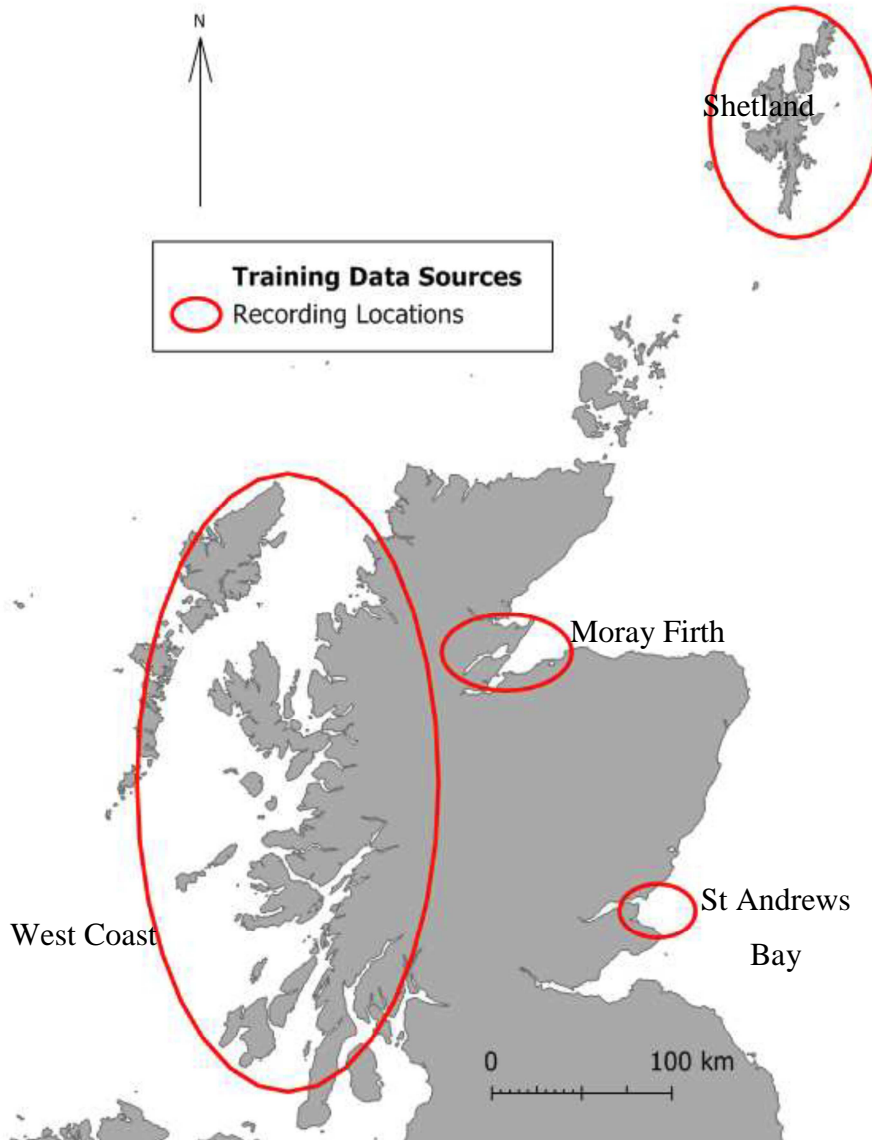 N
Shetland
Training Data Sources
Recording Locations
Moray Firth
St Andrews
Bay
West Coast
0 100 km